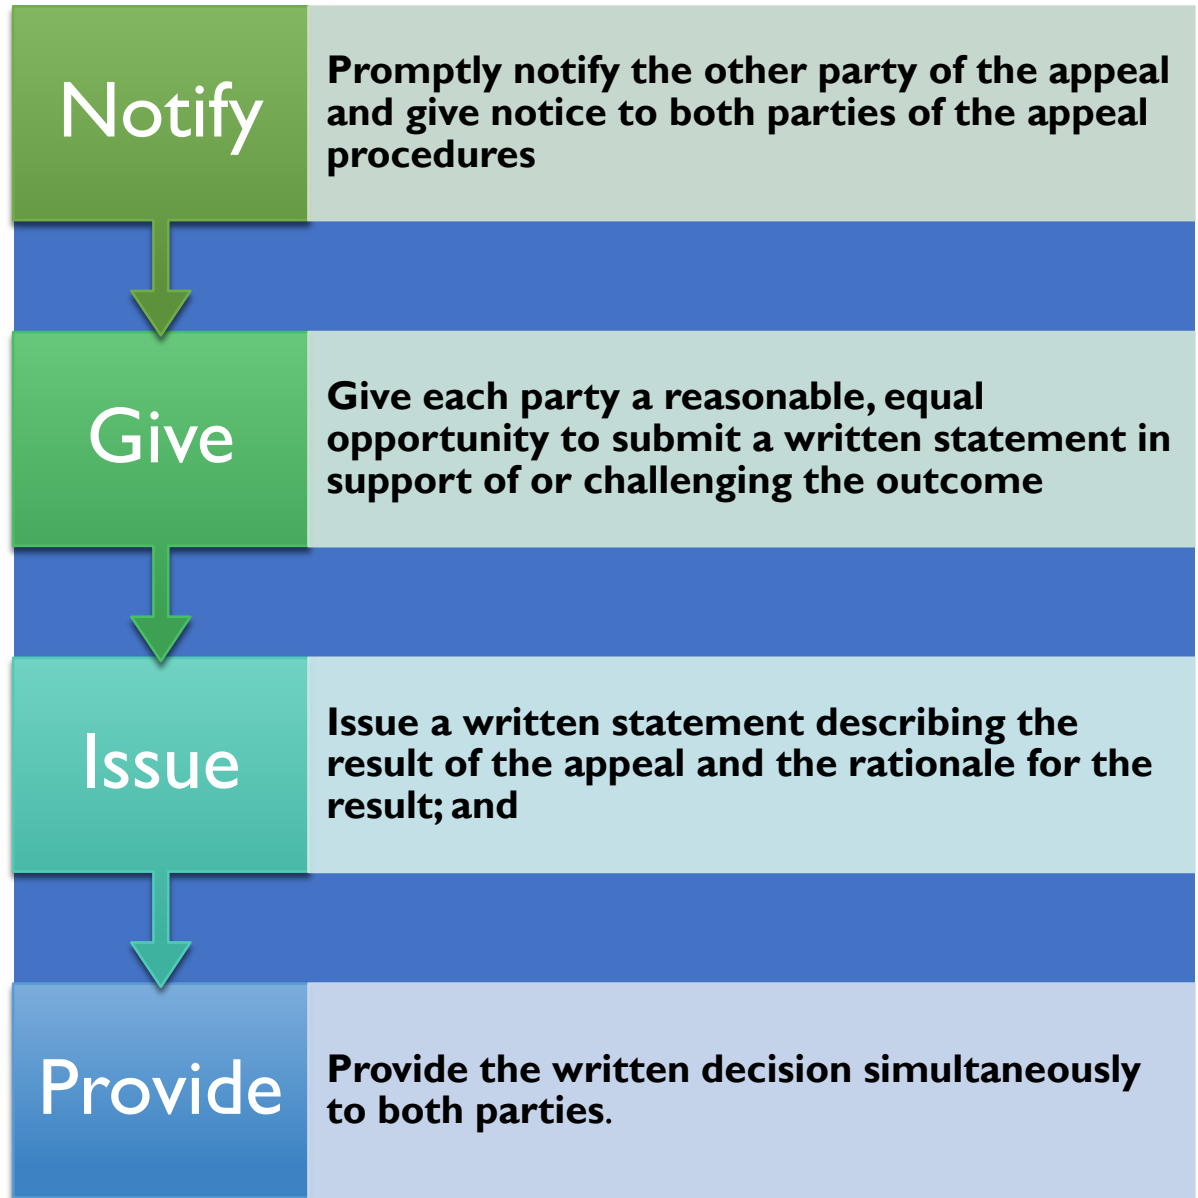 Notify
Promptly notify the other party of the appeal
and give notice to both parties of the appeal
procedures
Give
Give each party a reasonable, equal
opportunity to submit a written statement in
support of or challenging the outcome
Issue
Issue a written statement describing the
result of the appeal and the rationale for the
result; and
Provide
Provide the written decision simultaneously
to both parties.